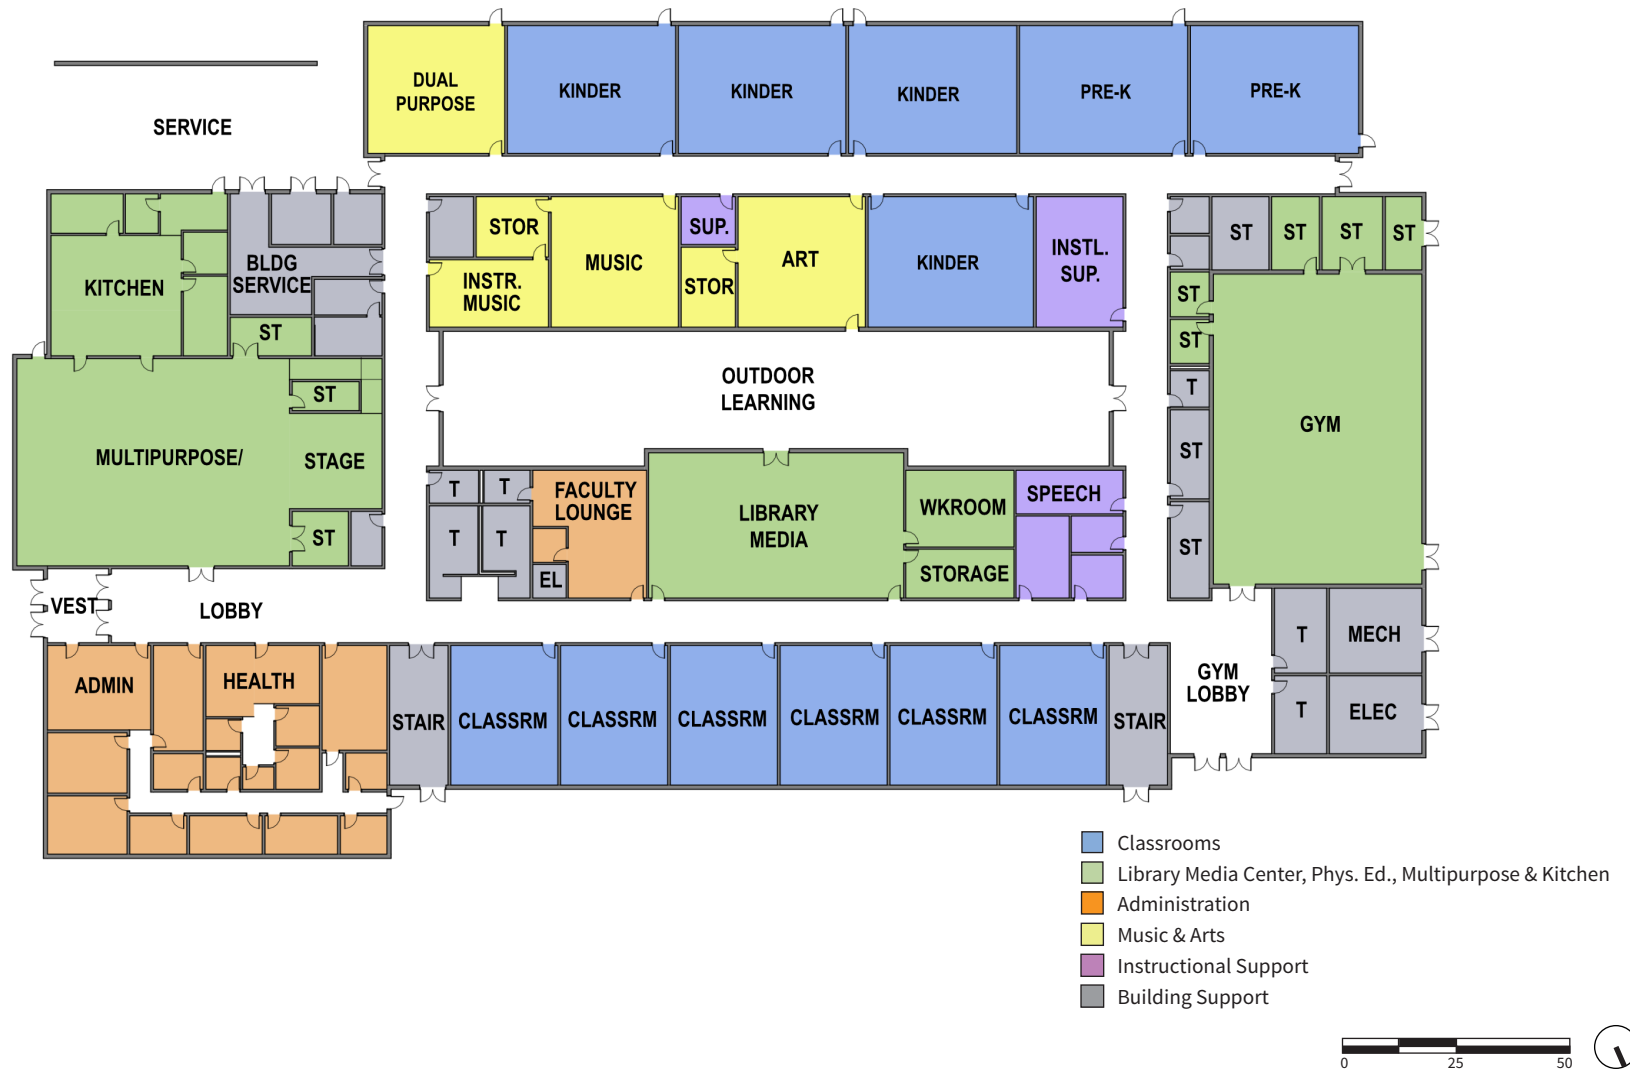 DUAL
PURPOSE
KINDER
KINDER
KINDER
PRE-K
PRE-K
SERVICE
KITCHEN
BLDG
SERVICE
ST
STOR
INSTR.
MUSIC
MUSIC
SUP.
STOR
ART
KINDER
INSTL.
SUP.
ST
ST
ST
ST
ST
ST
T
ST
ST
GYM
OUTDOOR
LEARNING
MULTIPURPOSE/
ST
STAGE
ST
T
T
T
T
EL
FACULTY
LOUNGE
LIBRARY
MEDIA
WKROOM
STORAGE
SPEECH
VEST
LOBBY
ADMIN
HEALTH
STAIR
CLASSRM
CLASSRM
CLASSRM
CLASSRM
CLASSRM
CLASSRM
STAIR
GYM
LOBBY
T
MECH
T
ELEC
Classrooms
Library Media Center, Phys. Ed., Multipurpose & Kitchen
Administration
Music & Arts
Instructional Support
Building Support
0 25 50